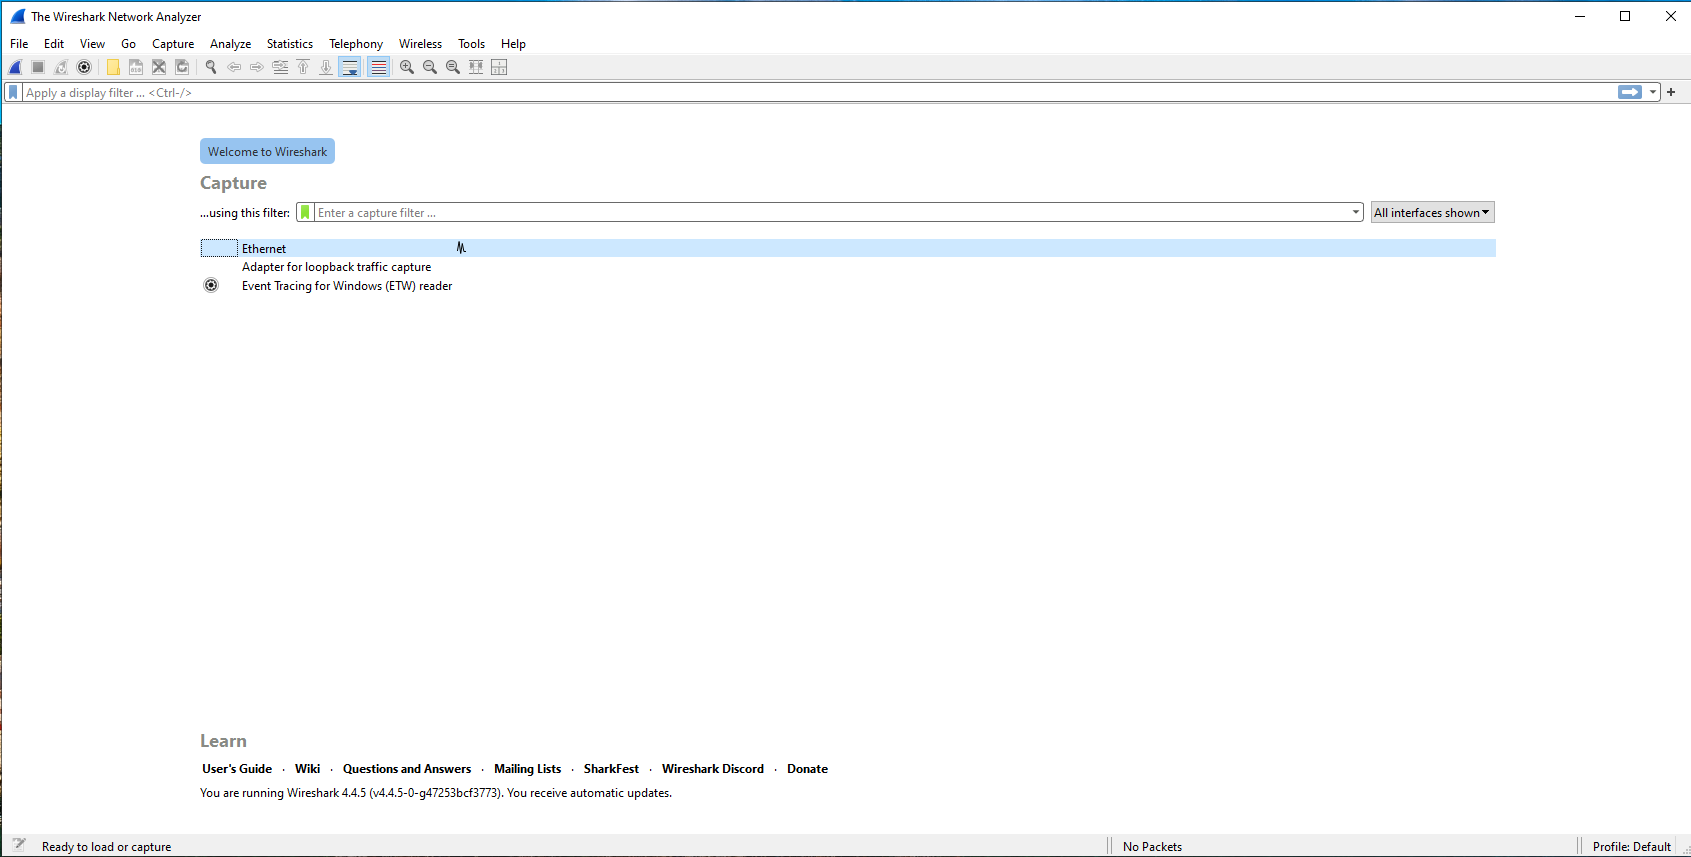 The Wireshark Network Analyzer
File Edit View Go Capture Analyze Statistics Telephony Wireless Tools Help
Apply a display filter ... <Ctrl-/>
Welcome to Wireshark
Capture
...using this filter: Enter a capture filter ... All interfaces shown
Ethernet
Adapter for loopback traffic capture
Event Tracing for Windows (ETW) reader
Learn
User's Guide · Wiki · Questions and Answers · Mailing Lists · SharkFest · Wireshark Discord · Donate
You are running Wireshark 4.4.5 (v4.4.5-0-g47253bcf3773). You receive automatic updates.
Ready to load or capture No Packets Profile: Default